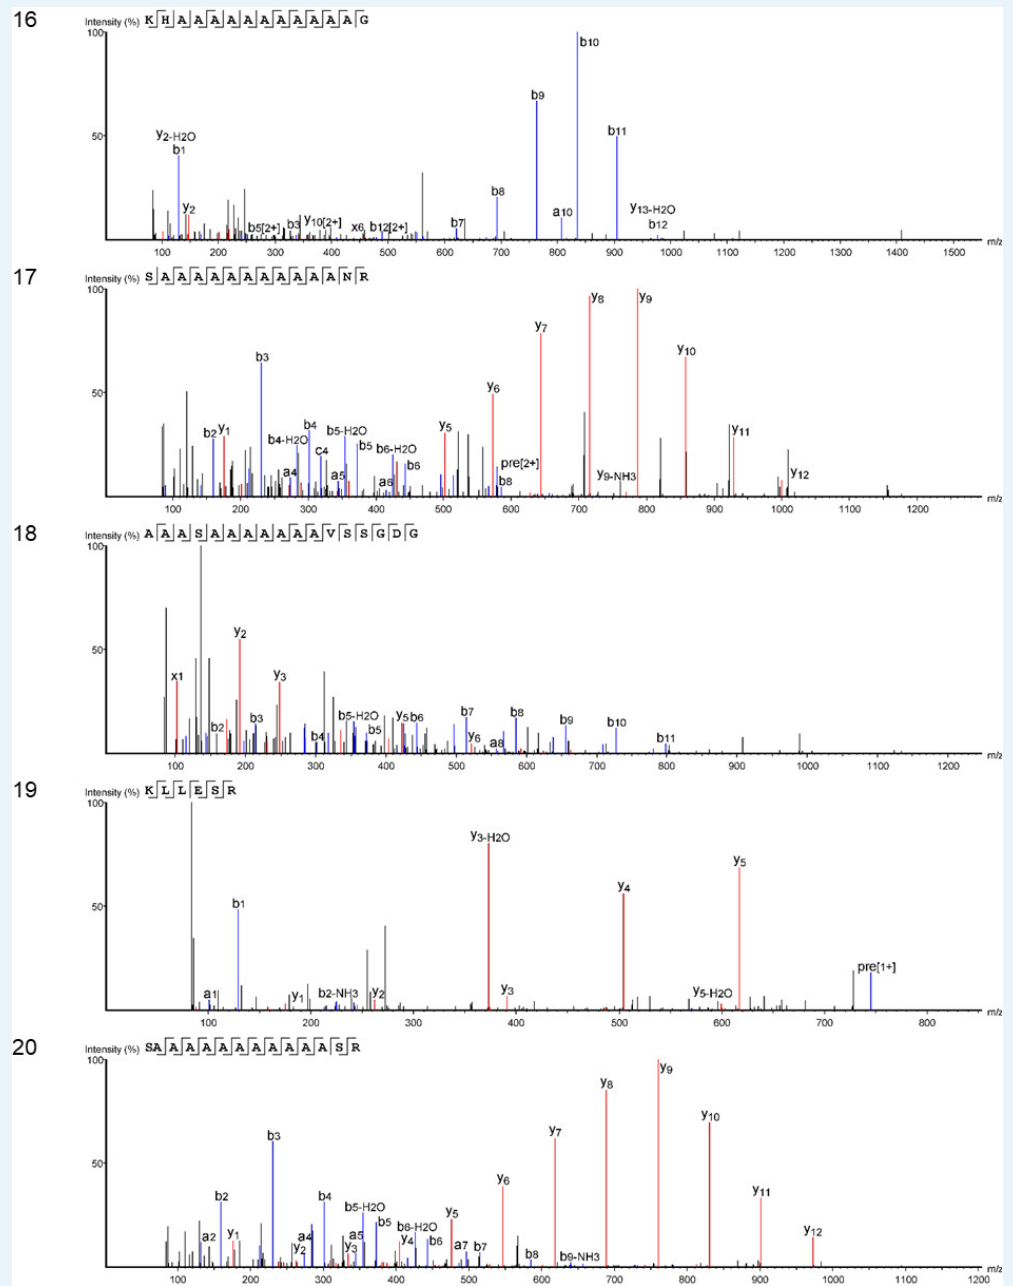 16
Intensity (%) K H A A A A A A A A A A A A G
100
b10
b9
50
b11
y2-H2O
b1
b8
y2
a10
y13-H2O
b5[2+] b3 y10[2+] x6 b12[2+] b7 b12
100 200 300 400 500 600 700 800 900 1000 1100 1200 1300 1400 1500 m/z
17
Intensity (%) S A A A A A A A A A A A A N R
100
y8 y9
y7
y10
b3
50
y6
b2 y1 b4-H2O b4 b5-H2O b5 y5 y11
c4 b6-H2O b6 pre[2+]
a4 a5 a6 b8 y9-NH3 y12
100 200 300 400 500 600 700 800 900 1000 1100 1200 m/z
18
Intensity (%) A A A S A A A A A A A V S S G D G
100
y2
50
x1 y3
b2 b3 b4 b5-H2O b5 y5 b6 b7 y6 a8 b8 b9 b10 b11
100 200 300 400 500 600 700 800 900 1000 1100 1200 m/z
19
Intensity (%) K L L E S R
100
y3-H2O
y5
y4
50
b1
pre[1+]
a1 y1 b2-NH3 y2 y3 y5-H2O
100 200 300 400 500 600 700 800 m/z
20
Intensity (%) SA A A A A A A A A A A A S R
100
y9
y8
y10
y7
b3
50
y6
b2 b4 y11
b5-H2O b5 y5
a2 y1 a4 a5 b6-H2O y12
y2 y3 y4 b6 a7 b7 b8 b9-NH3
100 200 300 400 500 600 700 800 900 1000 1100 1200 m/z